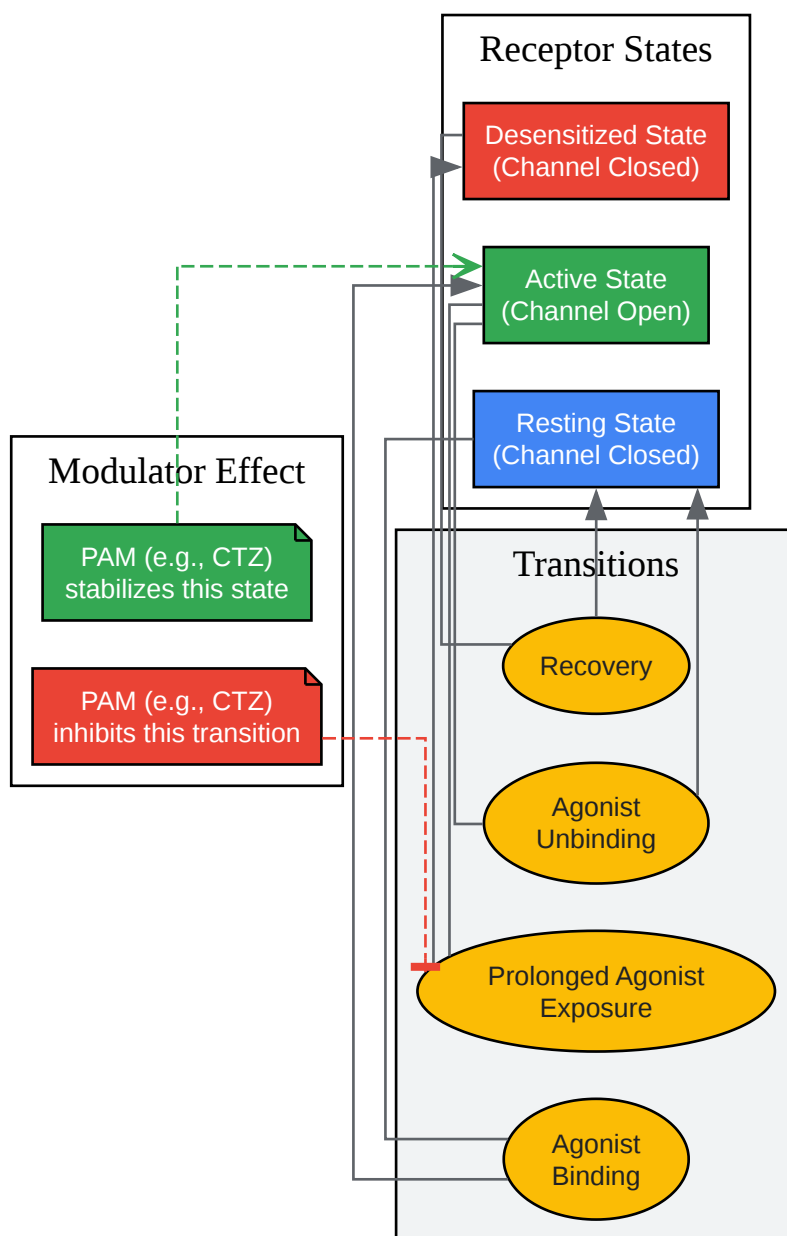 Receptor States
Desensitized State
(Channel Closed)
Active State
(Channel Open)
Resting State
(Channel Closed)
Modulator Effect
PAM (e.g., CTZ)
stabilizes this state
PAM (e.g., CTZ)
inhibits this transition
Transitions
Recovery
Agonist
Unbinding
Prolonged Agonist
Exposure
Agonist
Binding